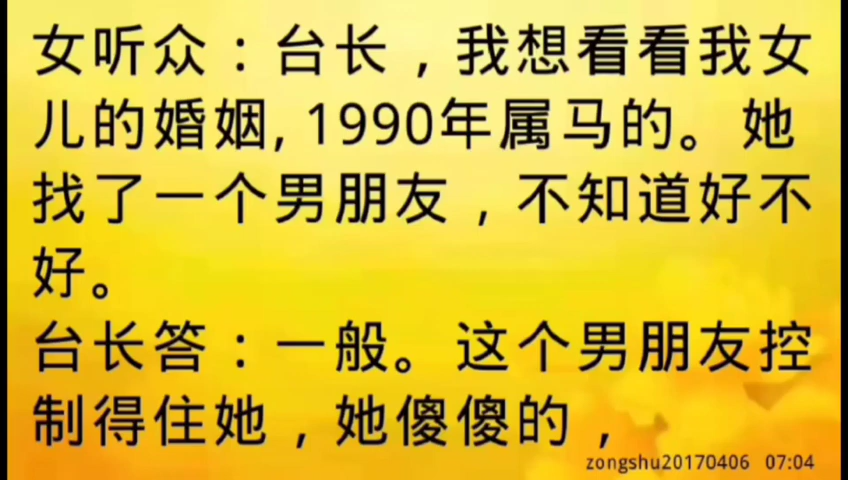 女听众：台长，我想看看我女
儿的婚姻, 1990年属马的。她
找了一个男朋友，不知道好不
好。
台长答：一般。这个男朋友控
制得住她，她傻傻的，
zongshu20170406 07:04